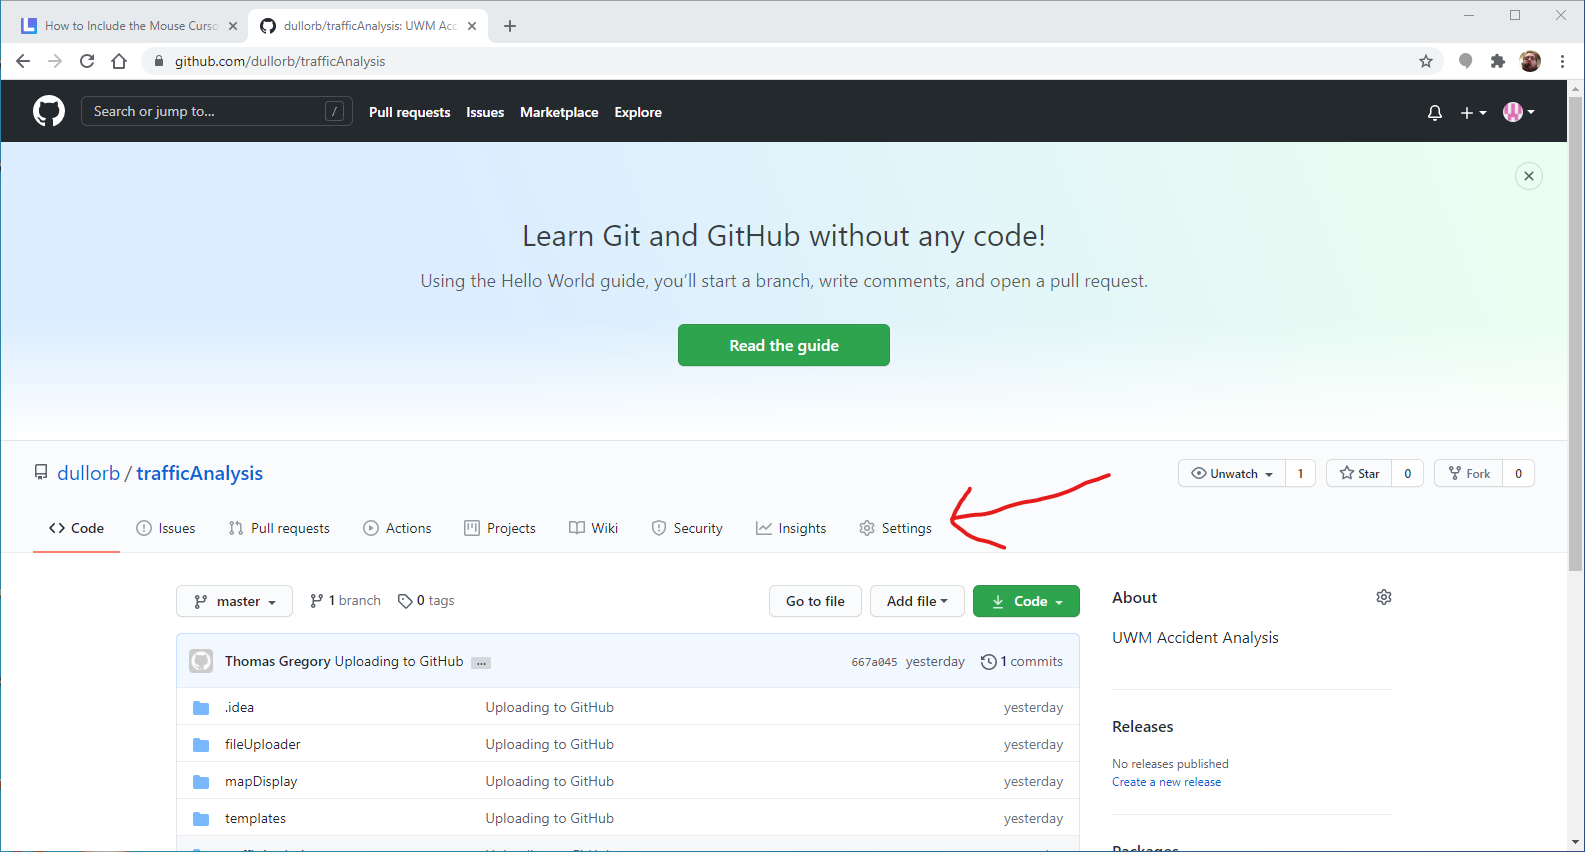 How to Include the Mouse Curso
dullorb/trafficAnalysis: UWM Acc
github.com/dullorb/trafficAnalysis
Search or jump to... / Pull requests Issues Marketplace Explore
Learn Git and GitHub without any code!
Using the Hello World guide, you'll start a branch, write comments, and open a pull request.
Read the guide
dullorb / trafficAnalysis
Unwatch 1 Star 0 Fork 0
Code Issues Pull requests Actions Projects Wiki Security Insights Settings
master 1 branch 0 tags Go to file Add file Code
Thomas Gregory Uploading to GitHub ... 667a045 yesterday 1 commits
.idea Uploading to GitHub yesterday
fileUploader Uploading to GitHub yesterday
mapDisplay Uploading to GitHub yesterday
templates Uploading to GitHub yesterday
About
UWM Accident Analysis
Releases
No releases published
Create a new release
Packages